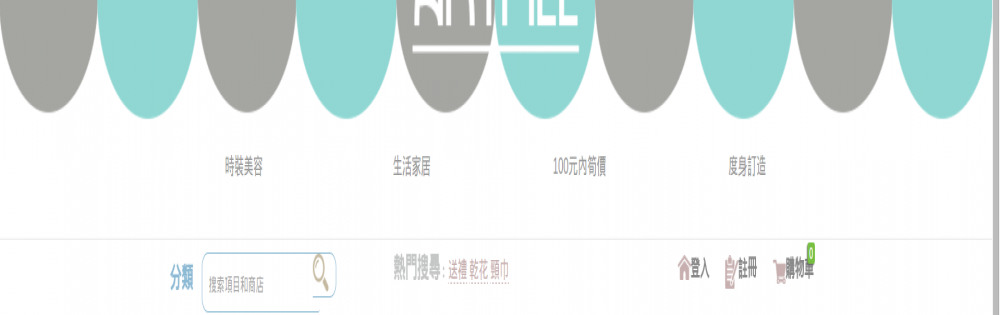 時裝美容 生活家居 100元內筍價 度身訂造
分類 搜索項目和商店 熱門搜尋: 送禮 乾花 頸巾 登入 註冊 購物車 0